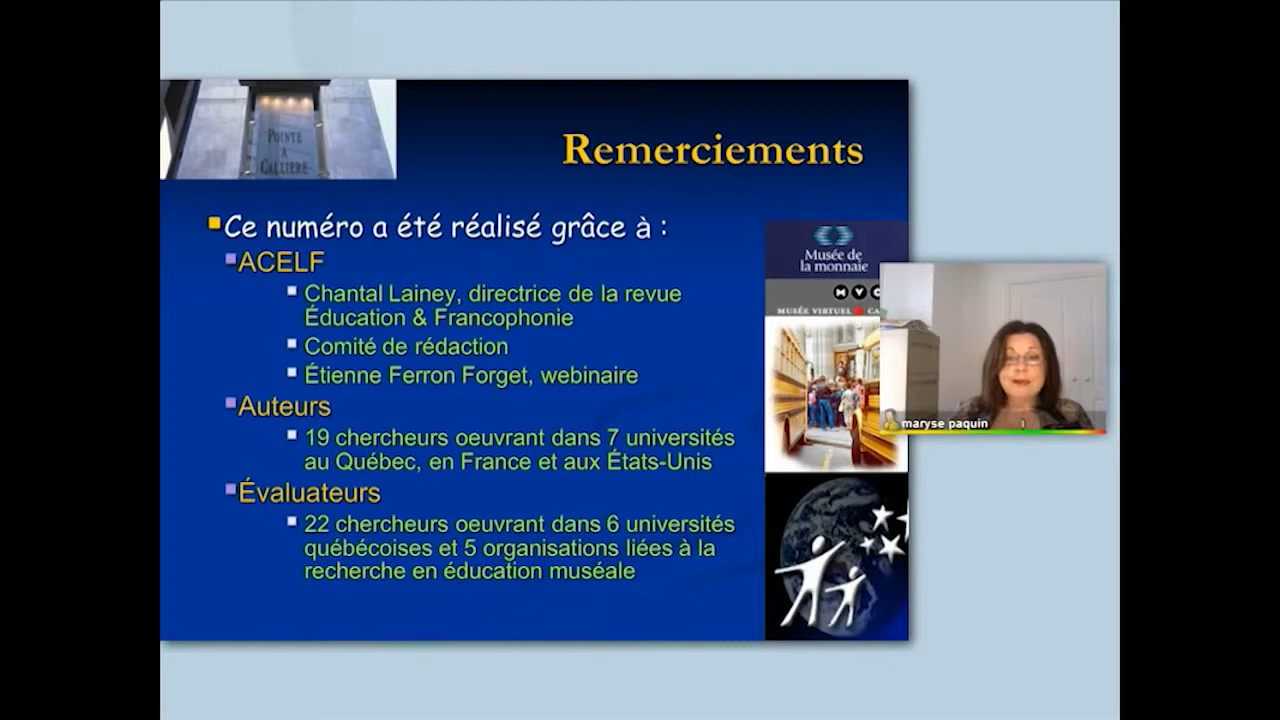 POINTE
À
CALLIÈRE
Remerciements
Ce numéro a été réalisé grâce à :
ACELF
Chantal Lainey, directrice de la revue
Éducation & Francophonie
Comité de rédaction
Étienne Ferron Forget, webinaire
Auteurs
19 chercheurs oeuvrant dans 7 universités
au Québec, en France et aux États-Unis
Évaluateurs
22 chercheurs oeuvrant dans 6 universités
québécoises et 5 organisations liées à la
recherche en éducation muséale
Musée de
la monnaie
M Y C
MUSÉE VIRTUEL CA
maryse paquin